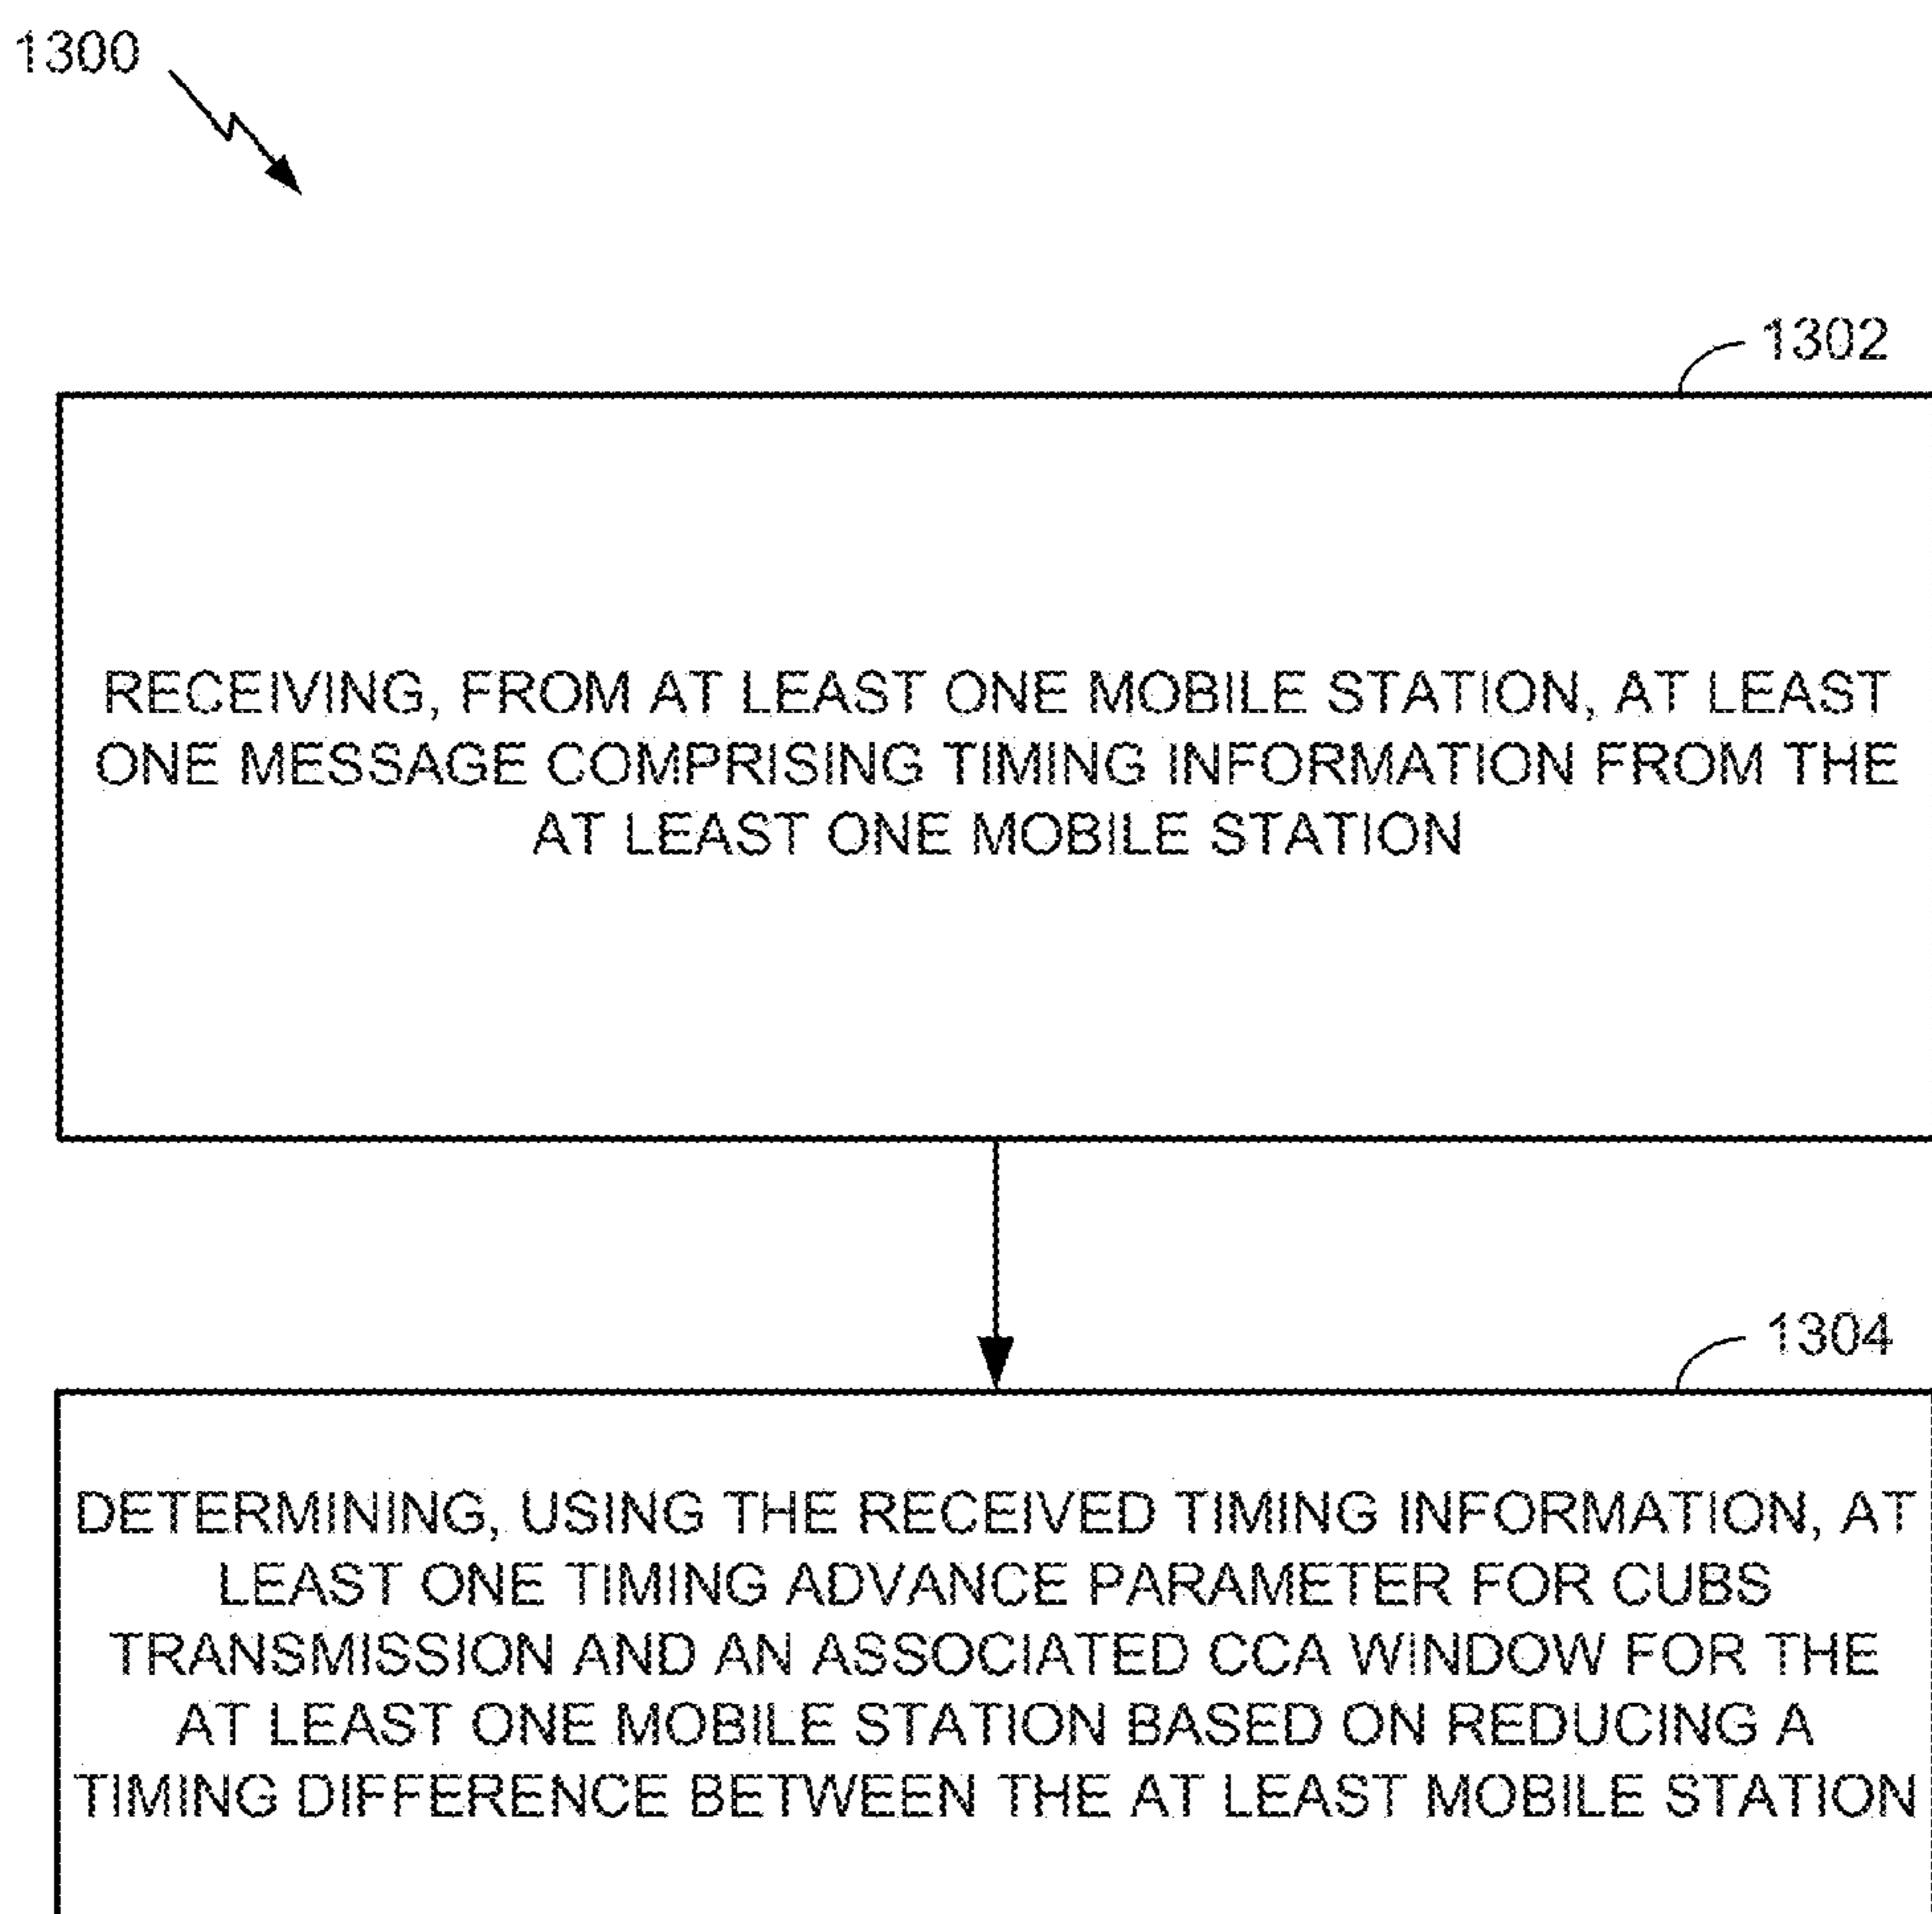 1300
1302
RECEIVING, FROM AT LEAST ONE MOBILE STATION, AT LEAST
ONE MESSAGE COMPRISING TIMING INFORMATION FROM THE
AT LEAST ONE MOBILE STATION
1304
DETERMINING, USING THE RECEIVED TIMING INFORMATION, AT
LEAST ONE TIMING ADVANCE PARAMETER FOR CUBS
TRANSMISSION AND AN ASSOCIATED CCA WINDOW FOR THE
AT LEAST ONE MOBILE STATION BASED ON REDUCING A
TIMING DIFFERENCE BETWEEN THE AT LEAST MOBILE STATION